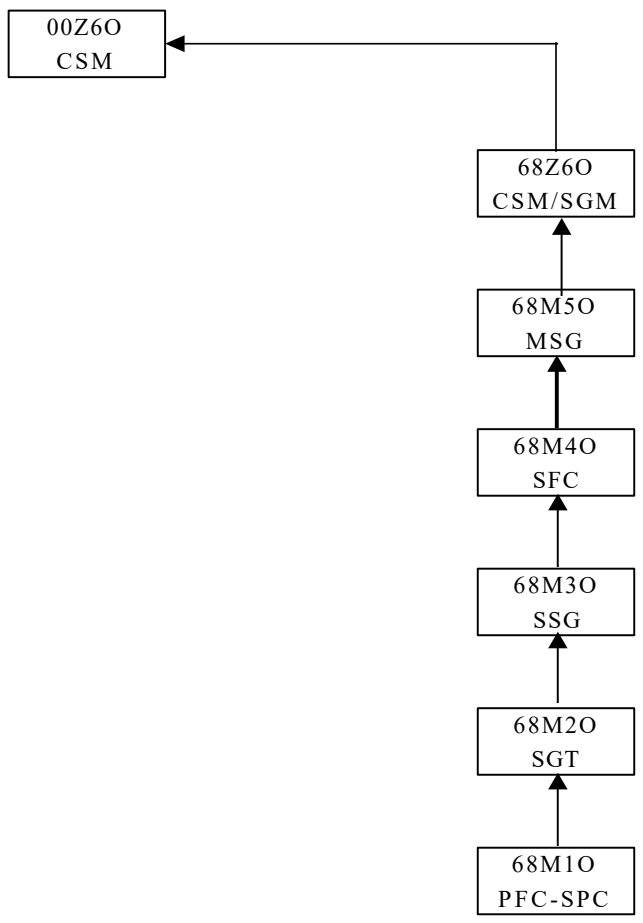 00Z6O
CSM
68Z6O
CSM/SGM
68M5O
MSG
68M4O
SFC
68M3O
SSG
68M2O
SGT
68M1O
PFC-SPC